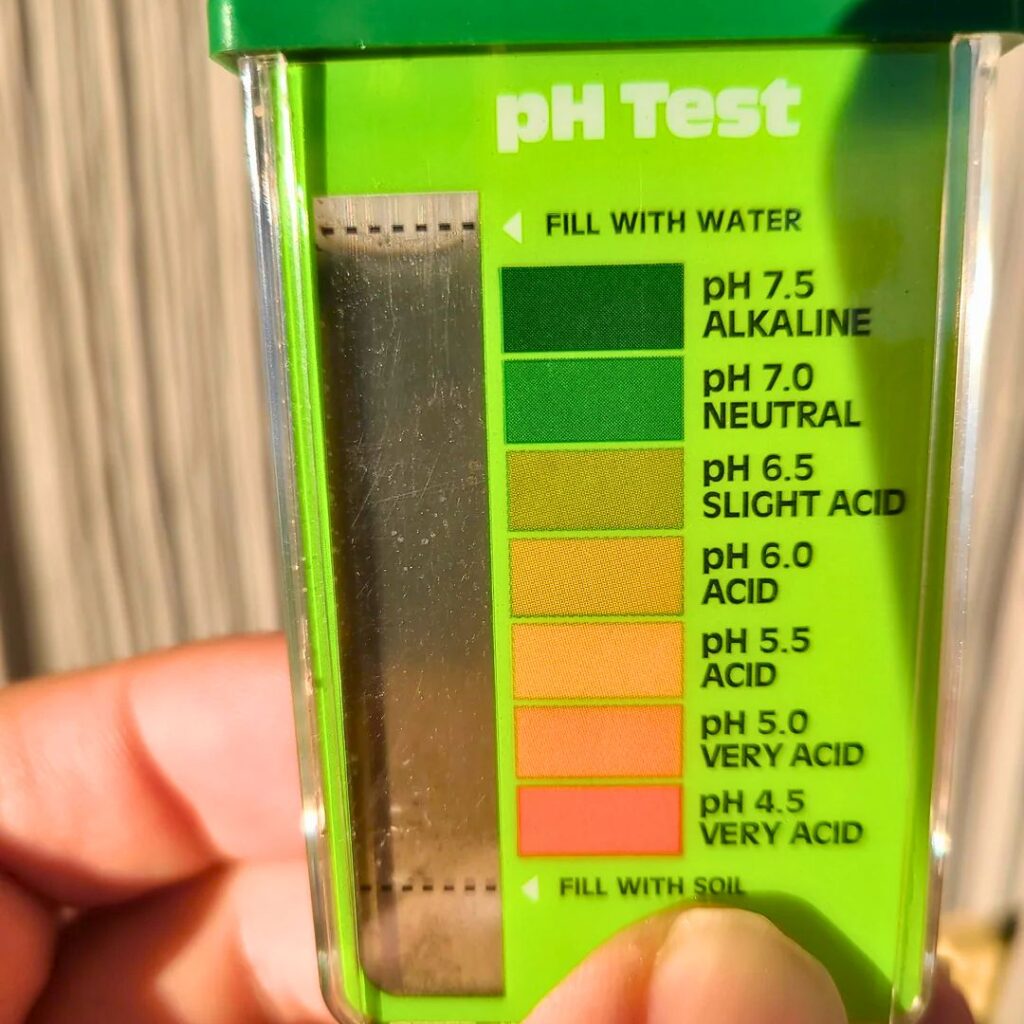 pH Test
FILL WITH WATER
pH 7.5
ALKALINE
pH 7.0
NEUTRAL
pH 6.5
SLIGHT ACID
pH 6.0
ACID
pH 5.5
ACID
pH 5.0
VERY ACID
pH 4.5
VERY ACID
FILL WITH SOIL